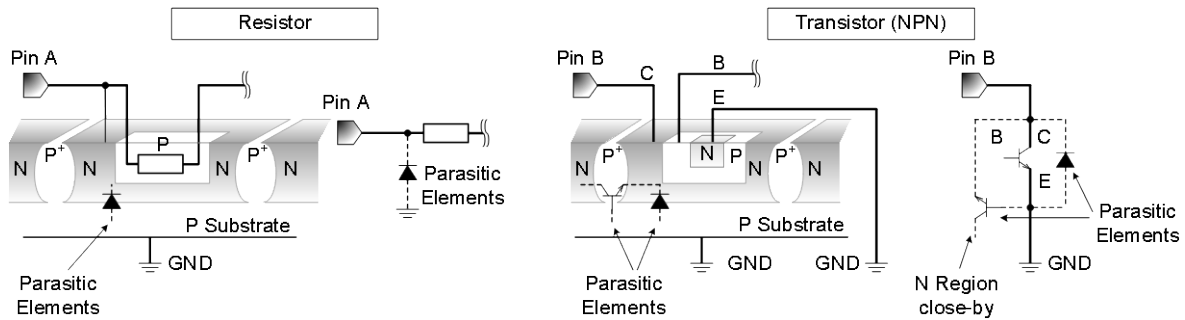 Resistor
Pin A
P
N
P+
N
N
P+
N
P Substrate
GND
Parasitic
Elements
Pin A
Parasitic
Elements
Transistor (NPN)
Pin B
C
B
E
N
P+
N
N
P
N
P+
N
P Substrate
GND
GND
Parasitic
Elements
Pin B
B
C
E
Parasitic
Elements
GND
N Region
close-by